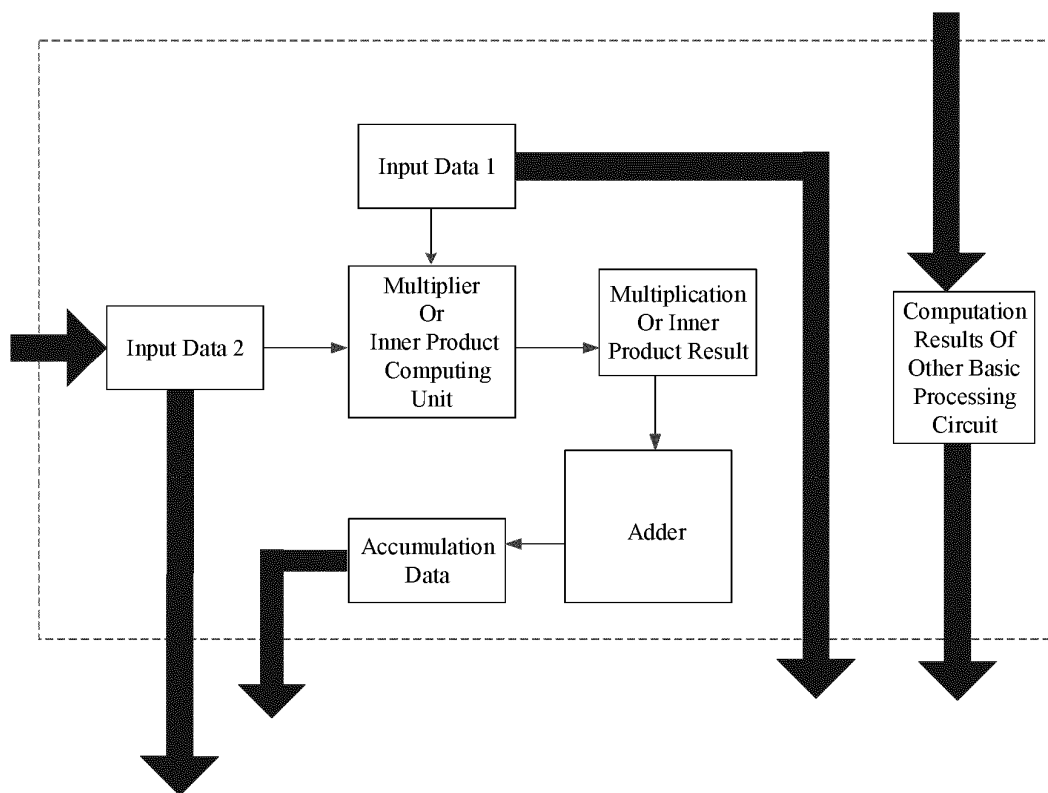 Input Data 1
Multiplier
Or
Inner Product
Computing
Unit
Multiplication
Or Inner
Product Result
Computation
Results Of
Other Basic
Processing
Circuit
Input Data 2
Adder
Accumulation
Data